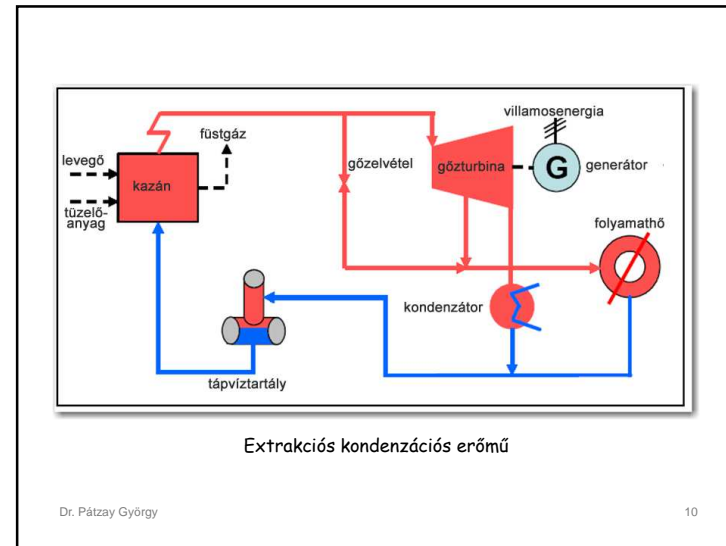 villamosenergia
füstgáz
levegő
gőzelvétel
gőzturbina
G
generátor
kazán
tüzelő-
anyag
folyamathő
kondenzátor
tápvíztartály
Extrakciós kondenzációs erőmű
Dr. Pátzay György
10